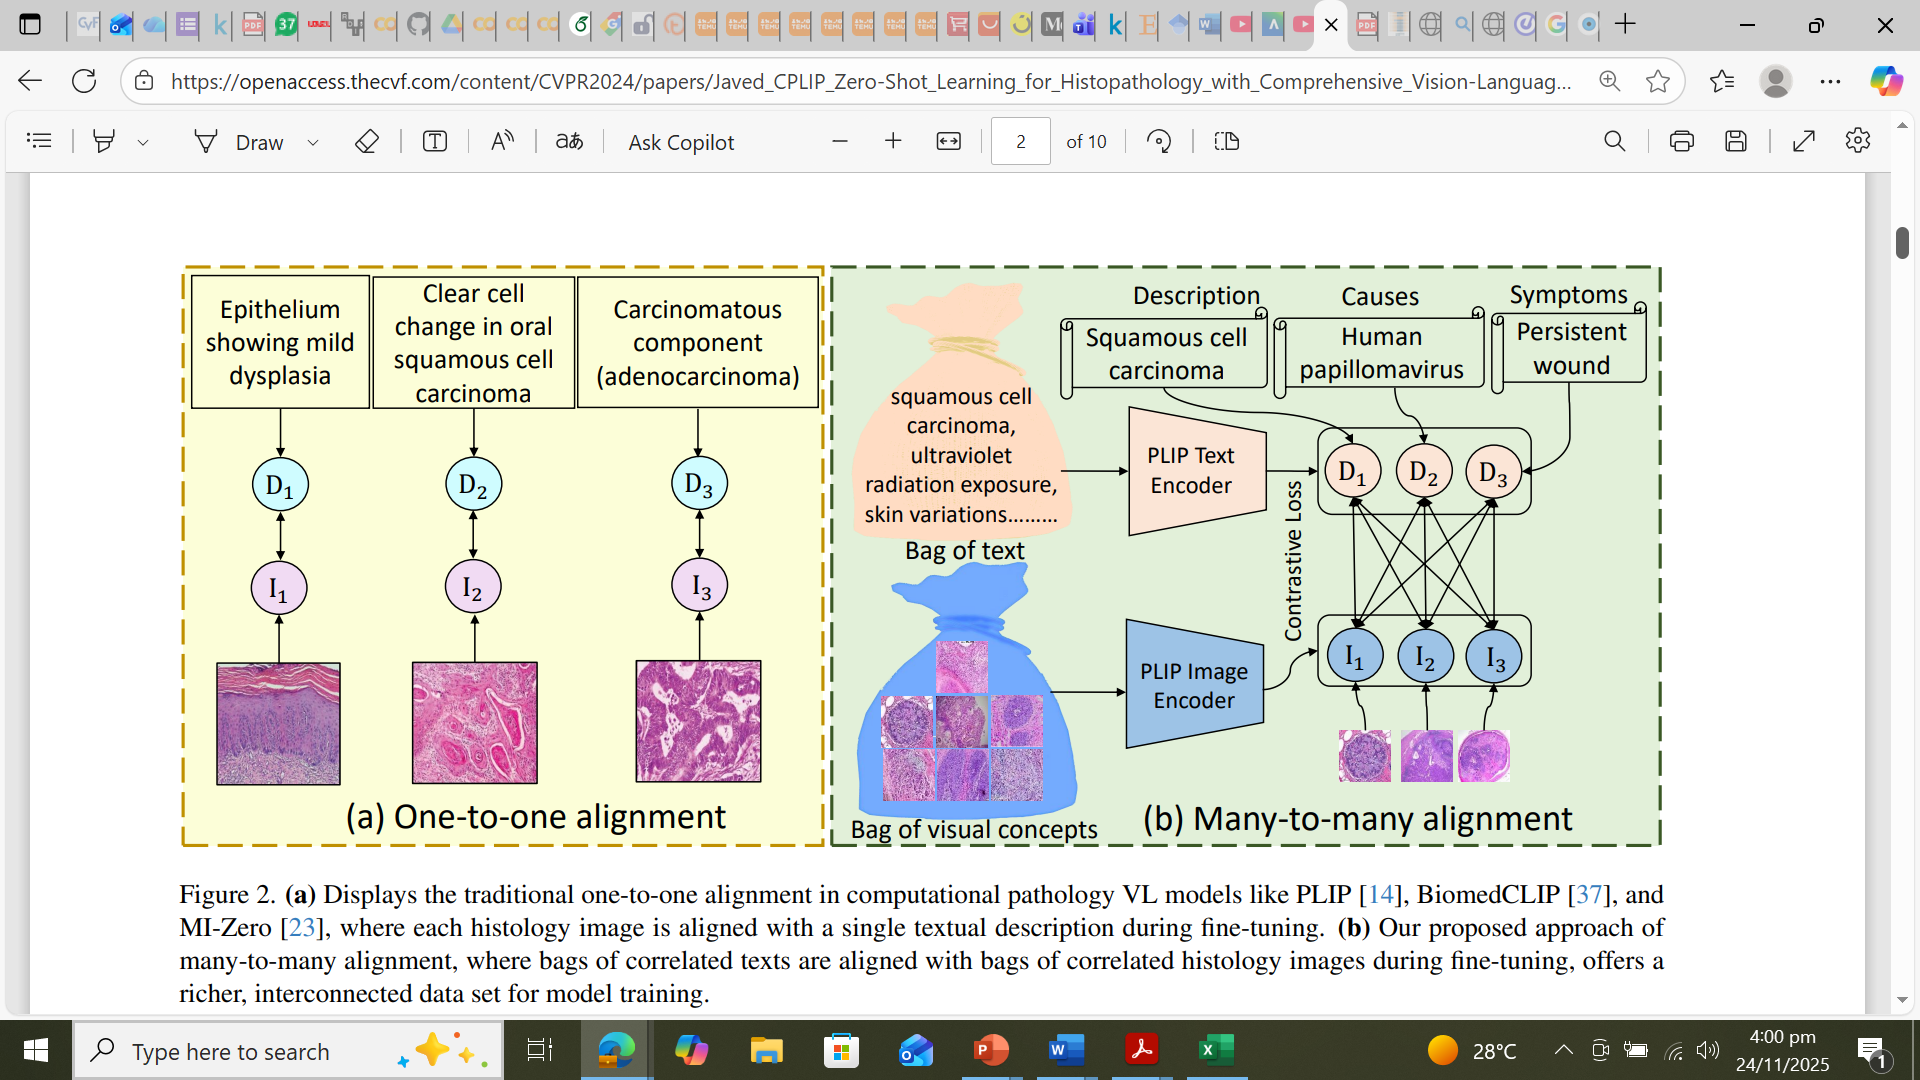 https://openaccess.thecvf.com/content/CVPR2024/papers/Javed_CPLIP_Zero-Shot_Learning_for_Histopathology_with_Comprehensive_Vision-Languag...
Draw
Ask Copilot
2 of 10
Epithelium
showing mild
dysplasia
Clear cell
change in oral
squamous cell
carcinoma
Carcinomatous
component
(adenocarcinoma)
D1
D2
D3
I1
I2
I3
(a) One-to-one alignment
squamous cell
carcinoma,
ultraviolet
radiation exposure,
skin variations.........
Bag of text
Bag of visual concepts
Description
Squamous cell
carcinoma
Causes
Human
papillomavirus
Symptoms
Persistent
wound
PLIP Text
Encoder
PLIP Image
Encoder
Contrastive Loss
D1
D2
D3
I1
I2
I3
(b) Many-to-many alignment
Figure 2. (a) Displays the traditional one-to-one alignment in computational pathology VL models like PLIP [14], BiomedCLIP [37], and
MI-Zero [23], where each histology image is aligned with a single textual description during fine-tuning. (b) Our proposed approach of
many-to-many alignment, where bags of correlated texts are aligned with bags of correlated histology images during fine-tuning, offers a
richer, interconnected data set for model training.
Type here to search
28°C
4:00 pm
24/11/2025
1